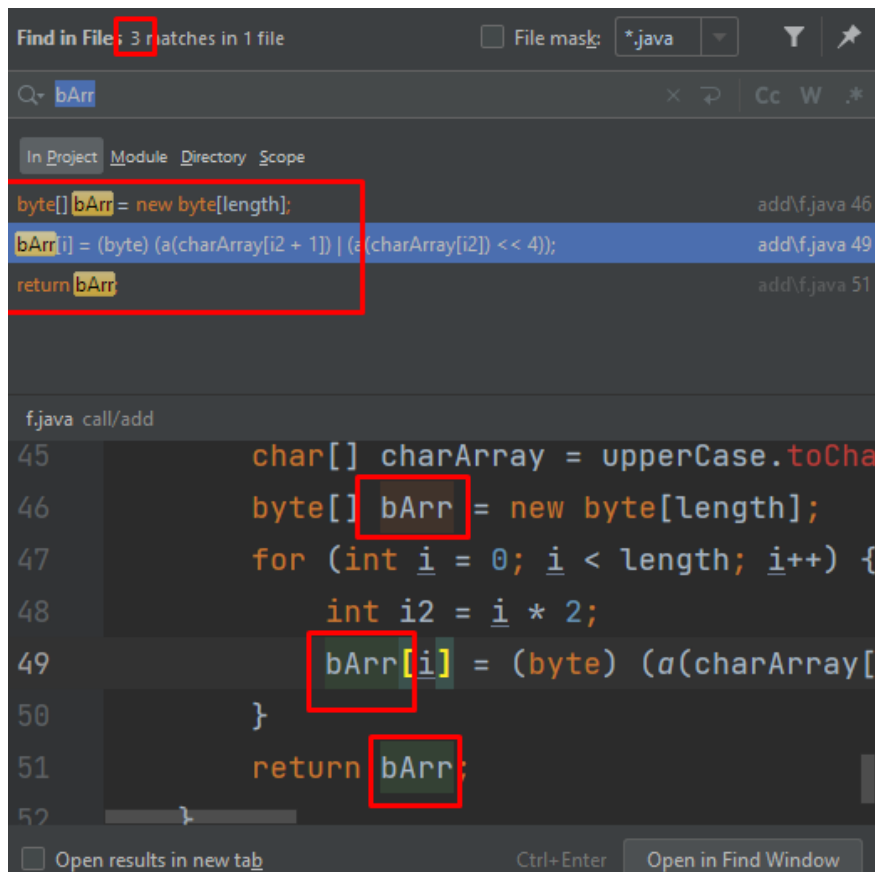 Find in Files 3 matches in 1 file File mask: *.java
bArr Cc W .*
In Project Module Directory Scope
byte[] bArr = new byte[length]; add\f.java 46
bArr[i] = (byte) (a(charArray[i2 + 1]) | (a(charArray[i2]) << 4)); add\f.java 49
return bArr; add\f.java 51
f.java call/add
45 char[] charArray = upperCase.toCha
46 byte[] bArr = new byte[length];
47 for (int i = 0; i < length; i++) {
48 int i2 = i * 2;
49 bArr[i] = (byte) (a(charArray[
50 }
51 return bArr;
52 }
Open results in new tab Ctrl+Enter Open in Find Window